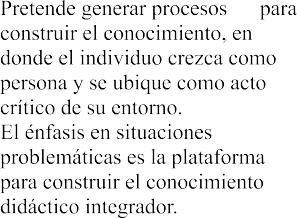 Pretende generar procesos para
construir el conocimiento, en
donde el individuo crezca como
persona y se ubique como acto
crítico de su entorno.
El énfasis en situaciones
problemáticas es la plataforma
para construir el conocimiento
didáctico integrador.